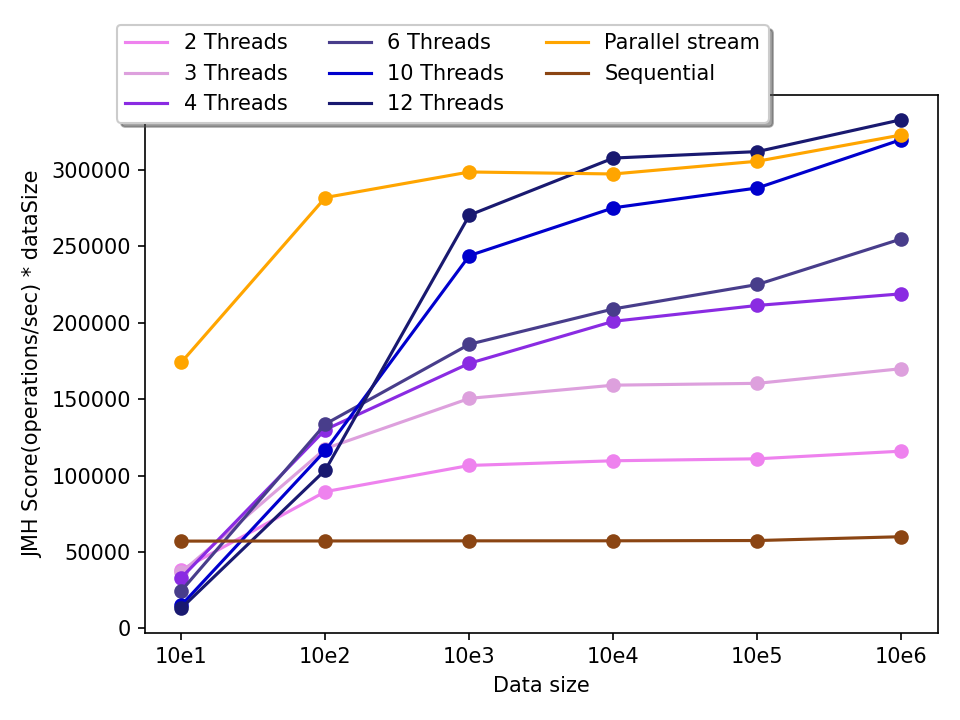 2 Threads
3 Threads
4 Threads
6 Threads
10 Threads
12 Threads
Parallel stream
Sequential
JMH Score(operations/sec) * dataSize
300000
250000
200000
150000
100000
50000
0
10e1 10e2 10e3 10e4 10e5 10e6
Data size